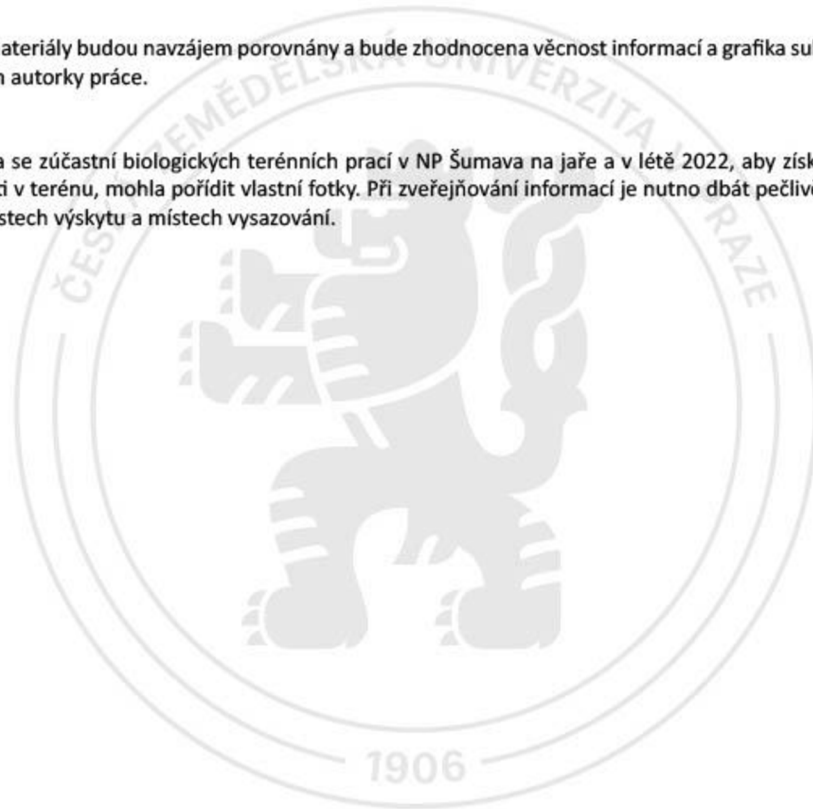 ateriály budou navzájem porovnány a bude zhodnocena věcnost informací a grafika su
autorky práce.
a se zúčastní biologických terénních prací v NP Šumava na jaře a v létě 2022, aby získ
ti v terénu, mohla pořídit vlastní fotky. Při zveřejňování informací je nutno dbát pečliv
stech výskytu a místech vysazování.
ČESKÁ ZEMĚDĚLSKÁ UNIVERZITA V PRAZE
1906